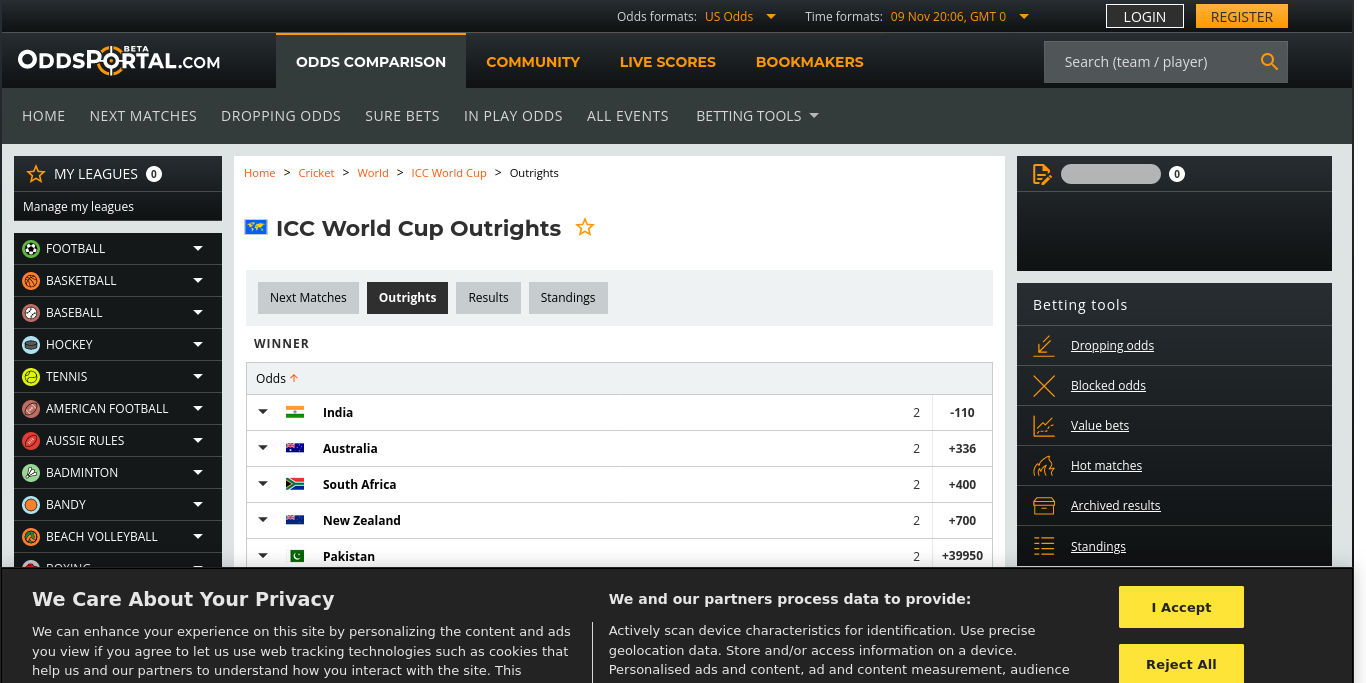 Odds formats: US Odds Time formats: 09 Nov 20:06, GMT 0 LOGIN REGISTER
ODDSPORTAL.COM BETA
ODDS COMPARISON COMMUNITY LIVE SCORES BOOKMAKERS Search (team / player)
HOME NEXT MATCHES DROPPING ODDS SURE BETS IN PLAY ODDS ALL EVENTS BETTING TOOLS
MY LEAGUES 0
Manage my leagues
FOOTBALL
BASKETBALL
BASEBALL
HOCKEY
TENNIS
AMERICAN FOOTBALL
AUSSIE RULES
BADMINTON
BANDY
BEACH VOLLEYBALL
Home > Cricket > World > ICC World Cup > Outrights
ICC World Cup Outrights
Next Matches Outrights Results Standings
WINNER
Odds
India 2 -110
Australia 2 +336
South Africa 2 +400
New Zealand 2 +700
Pakistan 2 +39950
0
Betting tools
Dropping odds
Blocked odds
Value bets
Hot matches
Archived results
Standings
We Care About Your Privacy
We can enhance your experience on this site by personalizing the content and ads
you view if you agree to let us use web tracking technologies such as cookies that
help us and our partners to understand how you interact with the site. This
We and our partners process data to provide:
Actively scan device characteristics for identification. Use precise
geolocation data. Store and/or access information on a device.
Personalised ads and content, ad and content measurement, audience
I Accept
Reject All